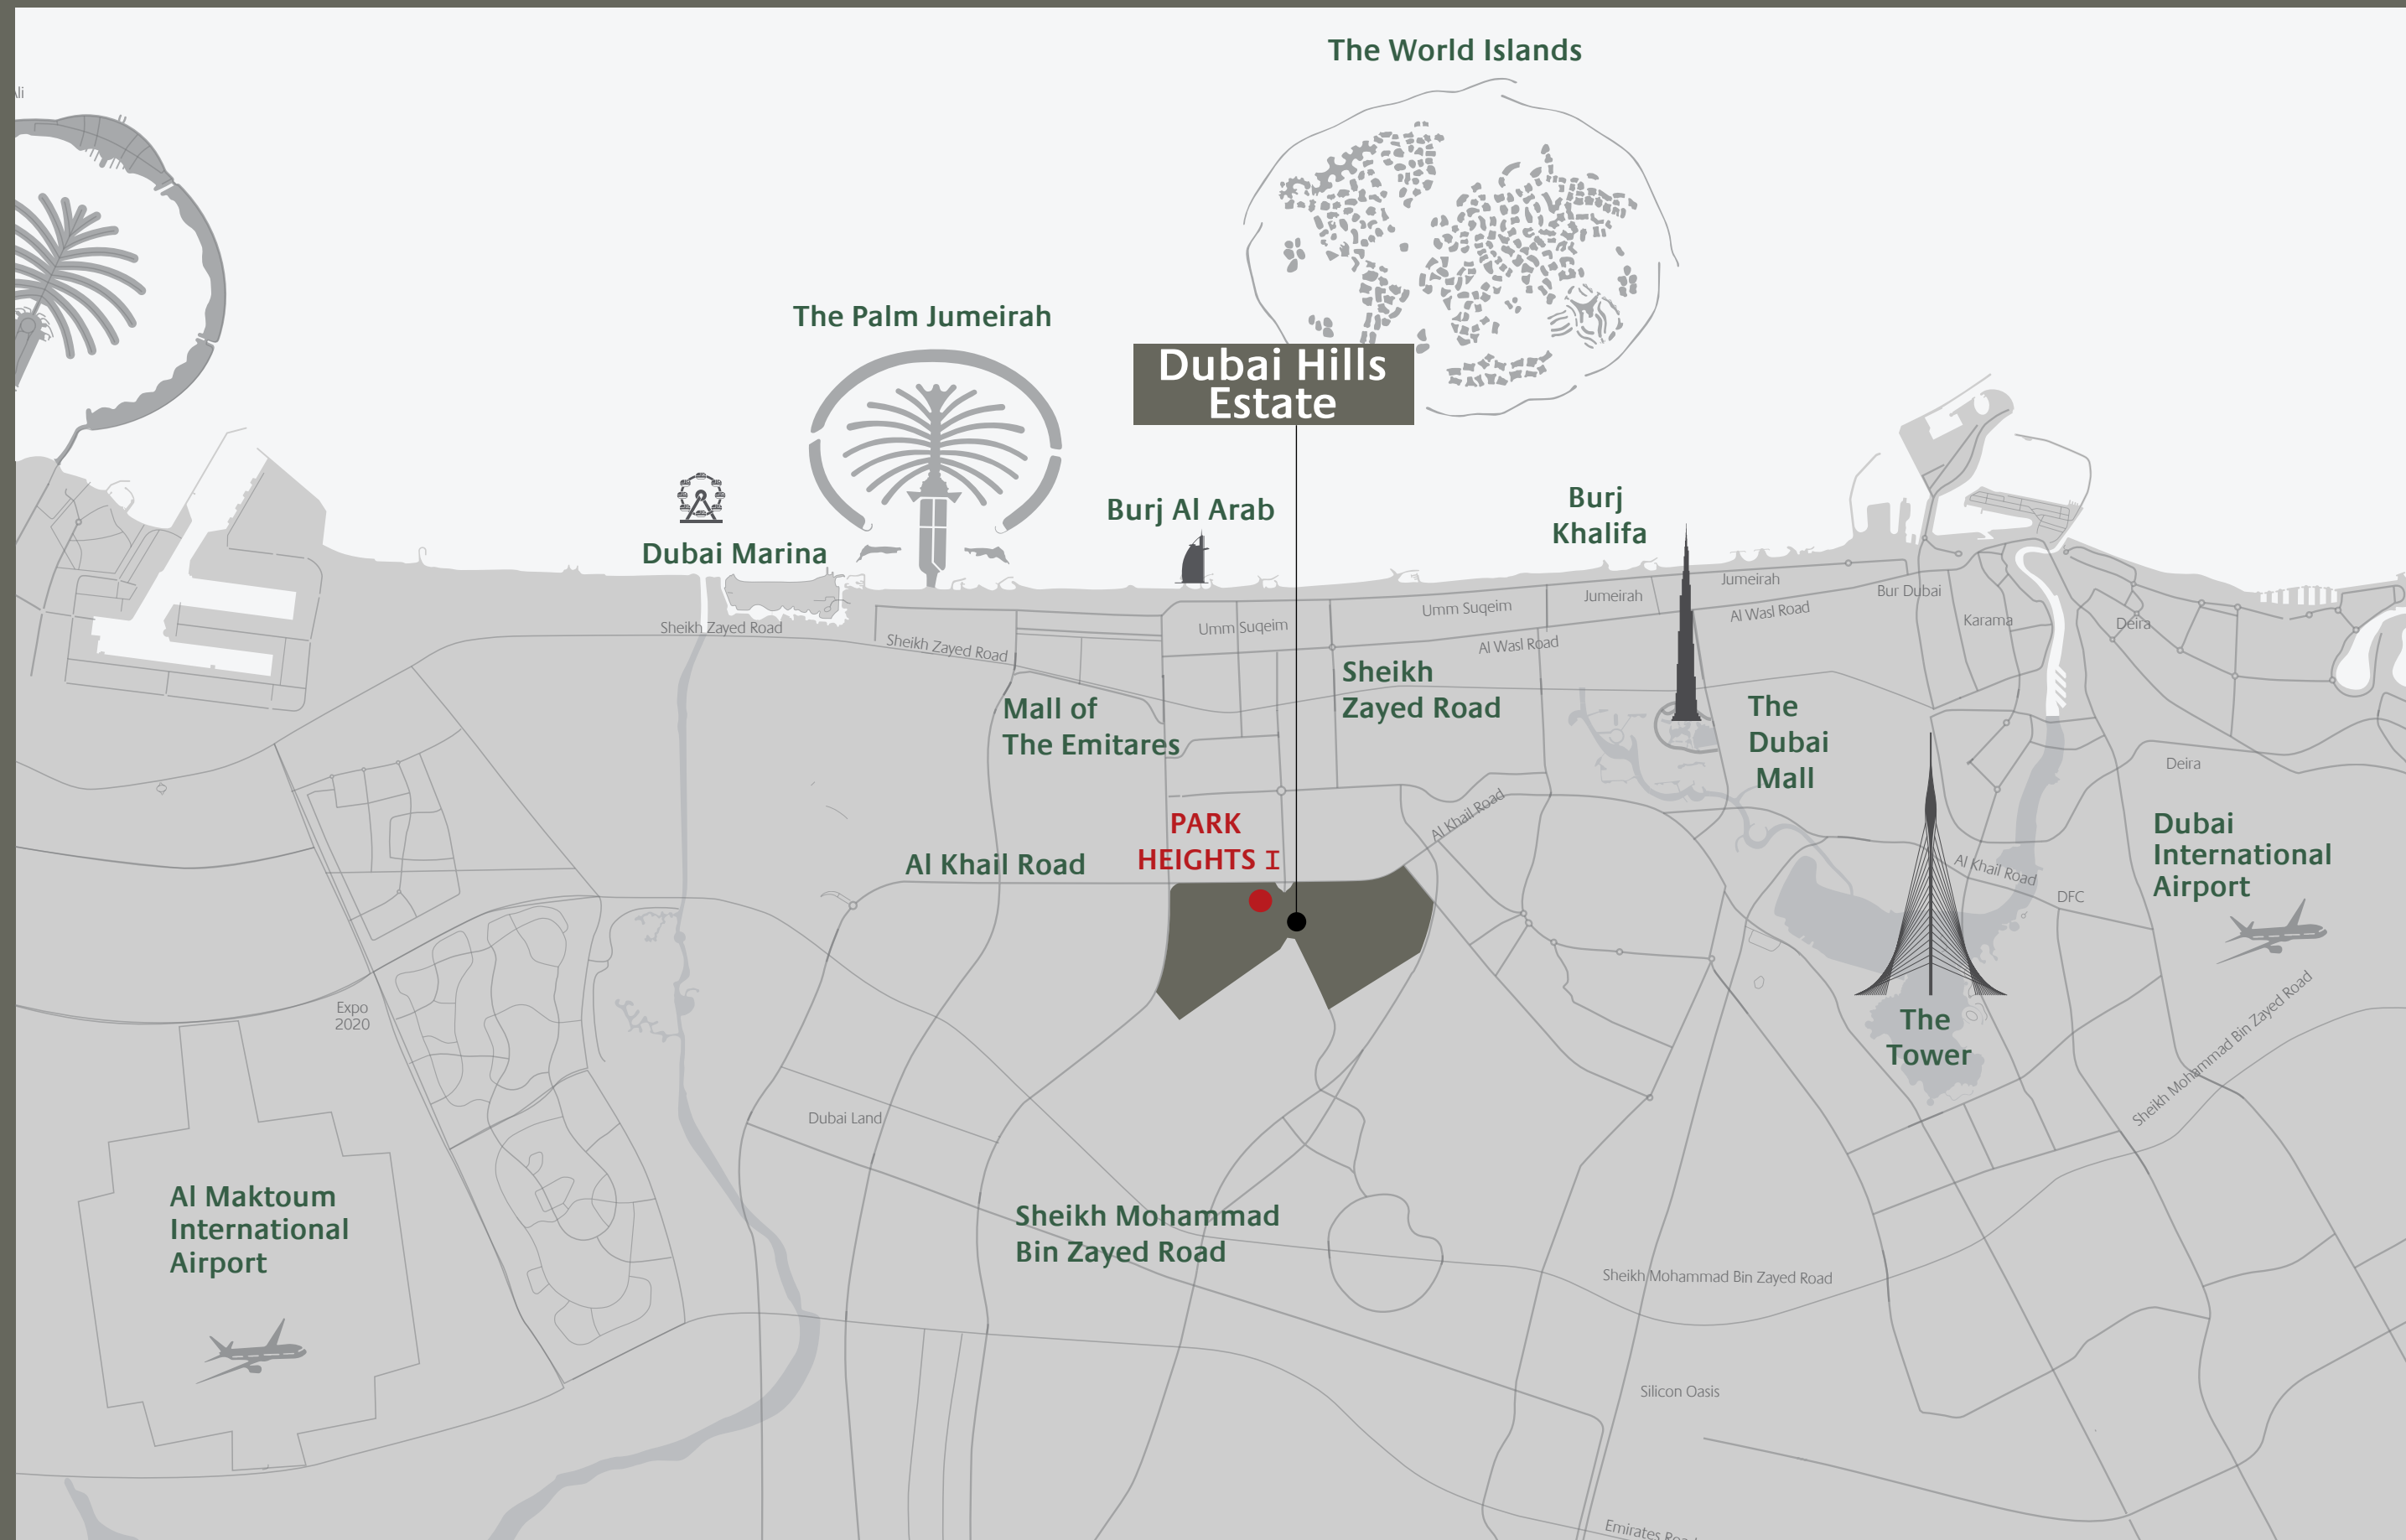 The World Islands
The Palm Jumeirah
Dubai Hills
Estate
Burj Al Arab
Burj
Khalifa
Dubai Marina
Jumeirah
Jumeirah
Bur Dubai
Umm Suqeim
Al Wasl Road
Karama
Deira
Sheikh Zayed Road
Umm Suqeim
Sheikh Zayed Road
Al Wasl Road
Sheikh
Zayed Road
Mall of
The Emitares
The
Dubai
Mall
Deira
PARK
HEIGHTS I
Al Khail Road
Al Khail Road
Dubai
International
Airport
Al Khail Road
DFC
Expo
2020
The
Tower
Sheikh Mohammad Bin Zayed Road
Dubai Land
Al Maktoum
International
Airport
Sheikh Mohammad
Bin Zayed Road
Sheikh Mohammad Bin Zayed Road
Silicon Oasis
Emirates Road